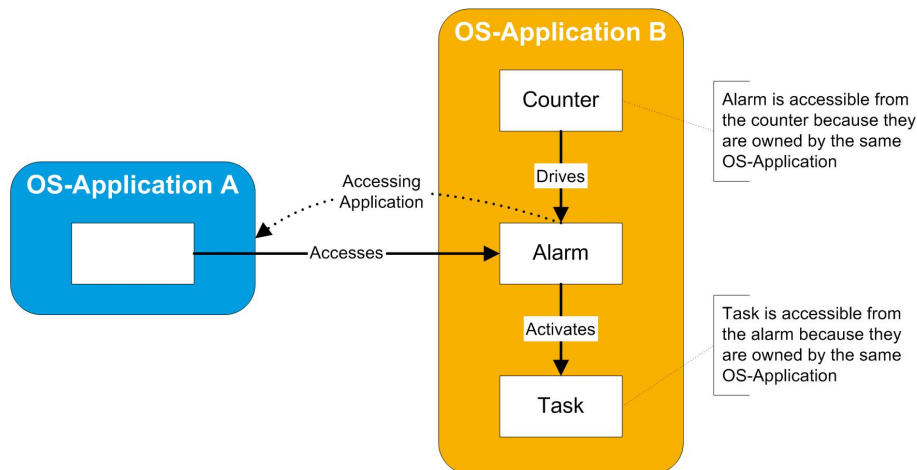 OS-Application B
Counter
Alarm is accessible from
the counter because they
are owned by the same
OS-Application
Drives
OS-Application A
Accessing
Application
Accesses
Alarm
Activates
Task is accessible from
the alarm because they
are owned by the same
OS-Application
Task